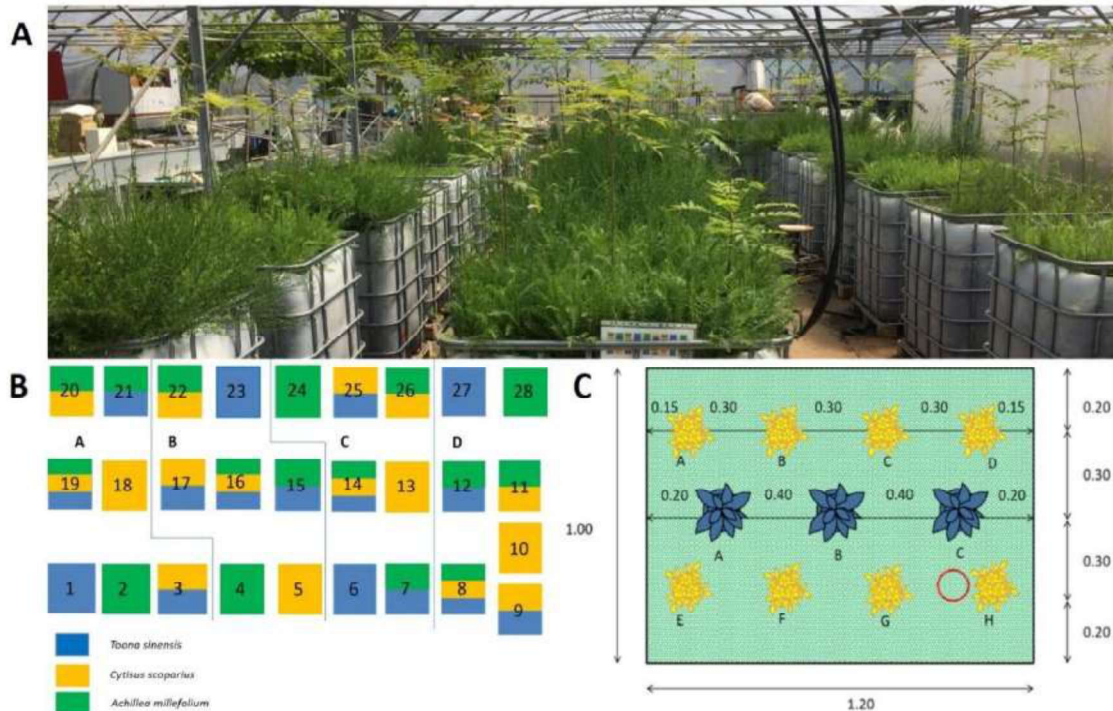 A
B
20 21 22 23 24 25 26 27 28
A B C D
19 18 17 16 15 14 13 12 11
10
1 2 3 4 5 6 7 8 9
Toona sinensis
Cytisus scoparius
Achillea millefolium
C
0.15 0.30 0.30 0.30 0.15
A B C D
0.20 0.40 0.40 0.20
A B C
E F G H
1.00
0.20
0.30
0.30
0.20
1.20